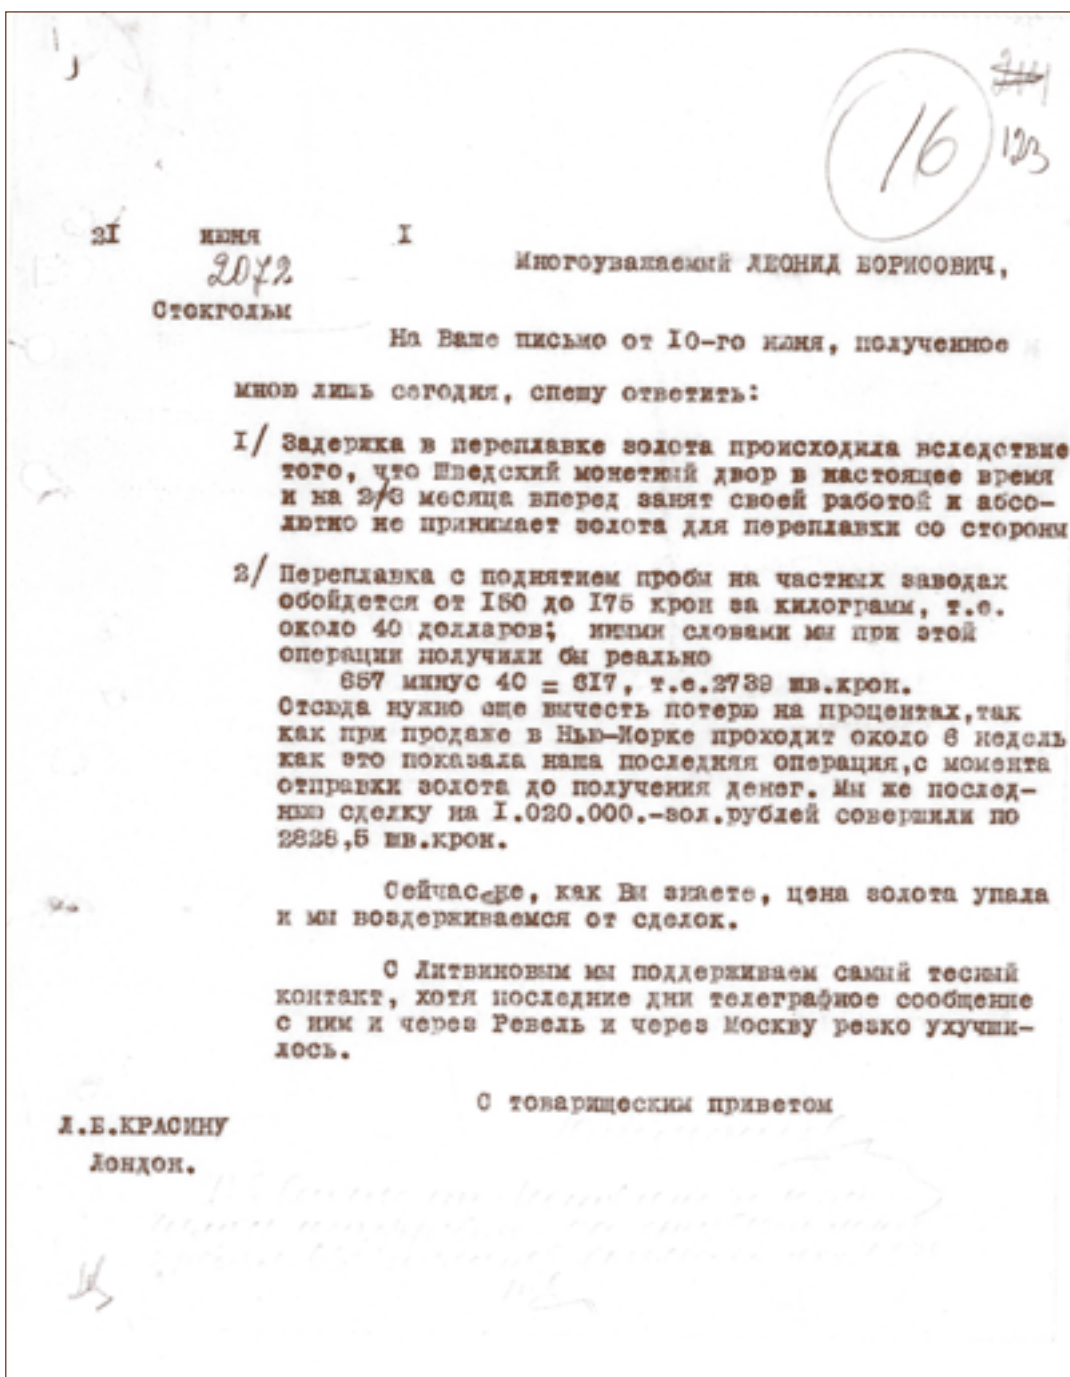 16
123
21 июня 1
2072
Стокгольм
Многоуважаемый ЛЕОНИД БОРИСОВИЧ,
На Ваше письмо от 10-го июня, полученное
мною лишь сегодня, спешу ответить:
1/ Задержка в переплавке золота происходила вследствие
того, что Шведский монетный двор в настоящее время
и на 2/3 месяца вперед занят своей работой и абсо-
лютно не принимает золота для переплавки со стороны
2/ Переплавка с поднятием пробы на частных заводах
обойдется от 150 до 175 крон за килограмм, т.е.
около 40 долларов; иными словами мы при этой
операции получили бы реально
657 минус 40 = 617, т.е.2739 шв.крон.
Отсюда нужно еще вычесть потерю на процентах,так
как при продаже в Нью-Йорке проходит около 6 недель
как это показала наша последняя операция,с момента
отправки золота до получения денег. Мы же послед-
нюю сделку на 1.020.000.-зол.рублей совершили по
2828,5 шв.крон.
Сейчас же, как Вы знаете, цена золота упала
и мы воздерживаемся от сделок.
С Литвиновым мы поддерживаем самый тесный
контакт, хотя последние дни телеграфное сообщение
с ним и через Ревель и через Москву резко ухучши-
лось.
С товарищеским приветом
Л.Б.КРАСИНУ
Лондон.